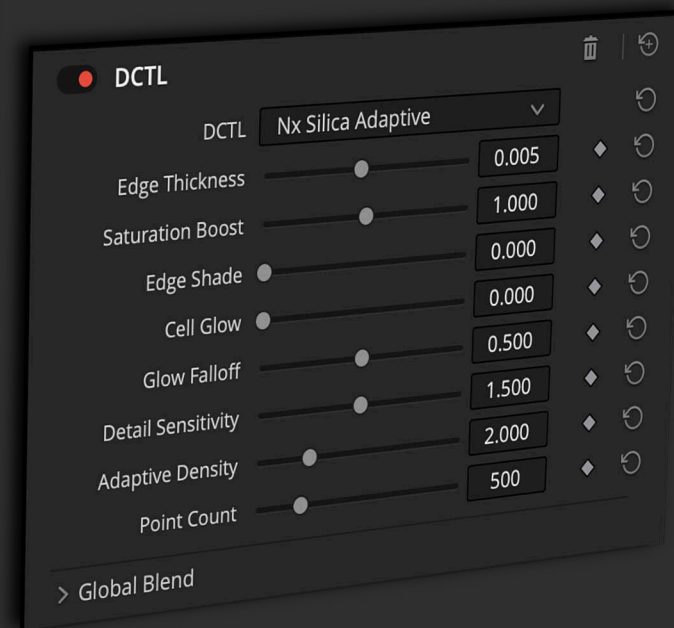 DCTL
DCTL Nx Silica Adaptive
Edge Thickness 0.005
Saturation Boost 1.000
Edge Shade 0.000
Cell Glow 0.000
Glow Falloff 0.500
Detail Sensitivity 1.500
Adaptive Density 2.000
Point Count 500
Global Blend